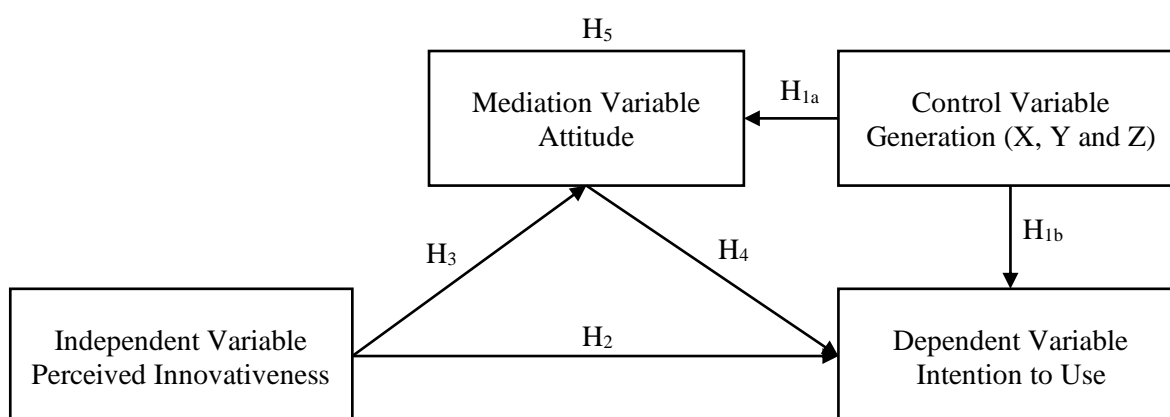 H5
Mediation Variable
Attitude
H1a
Control Variable
Generation (X, Y and Z)
H3
H4
H1b
Independent Variable
Perceived Innovativeness
H2
Dependent Variable
Intention to Use